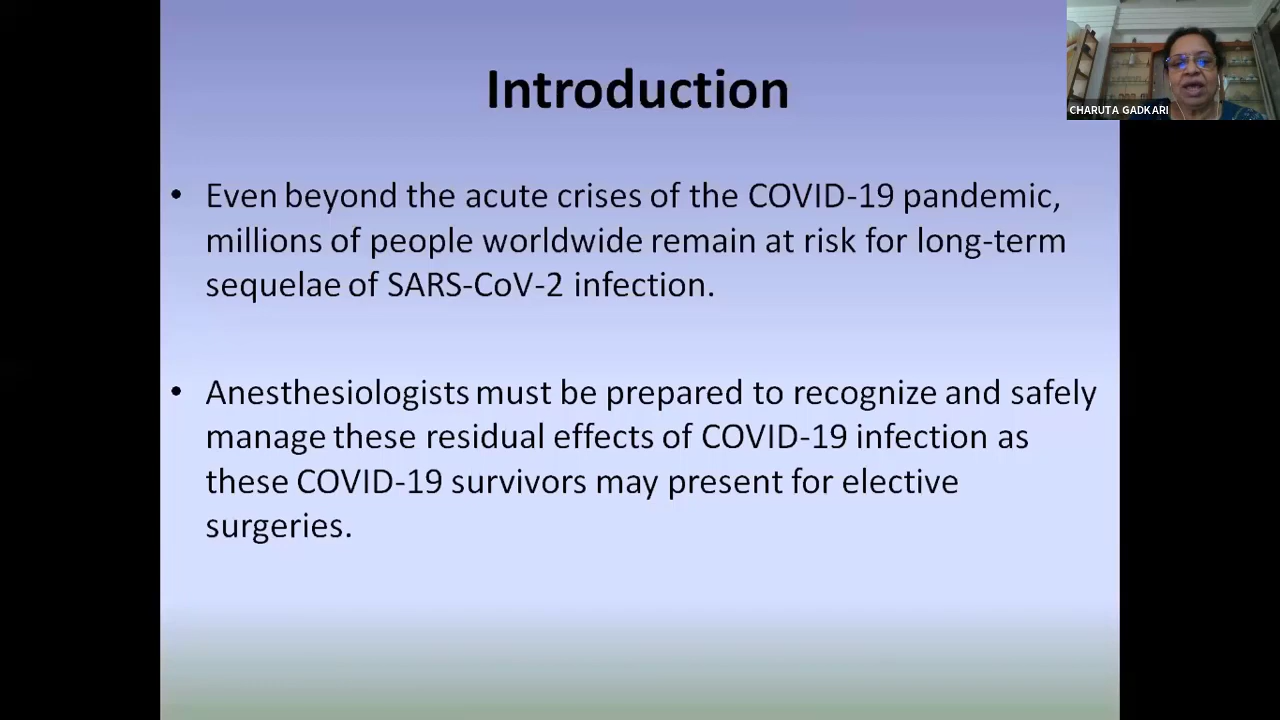 Introduction
CHARUTA GADKARI
• Even beyond the acute crises of the COVID-19 pandemic,
millions of people worldwide remain at risk for long-term
sequelae of SARS-CoV-2 infection.
• Anesthesiologists must be prepared to recognize and safely
manage these residual effects of COVID-19 infection as
these COVID-19 survivors may present for elective
surgeries.